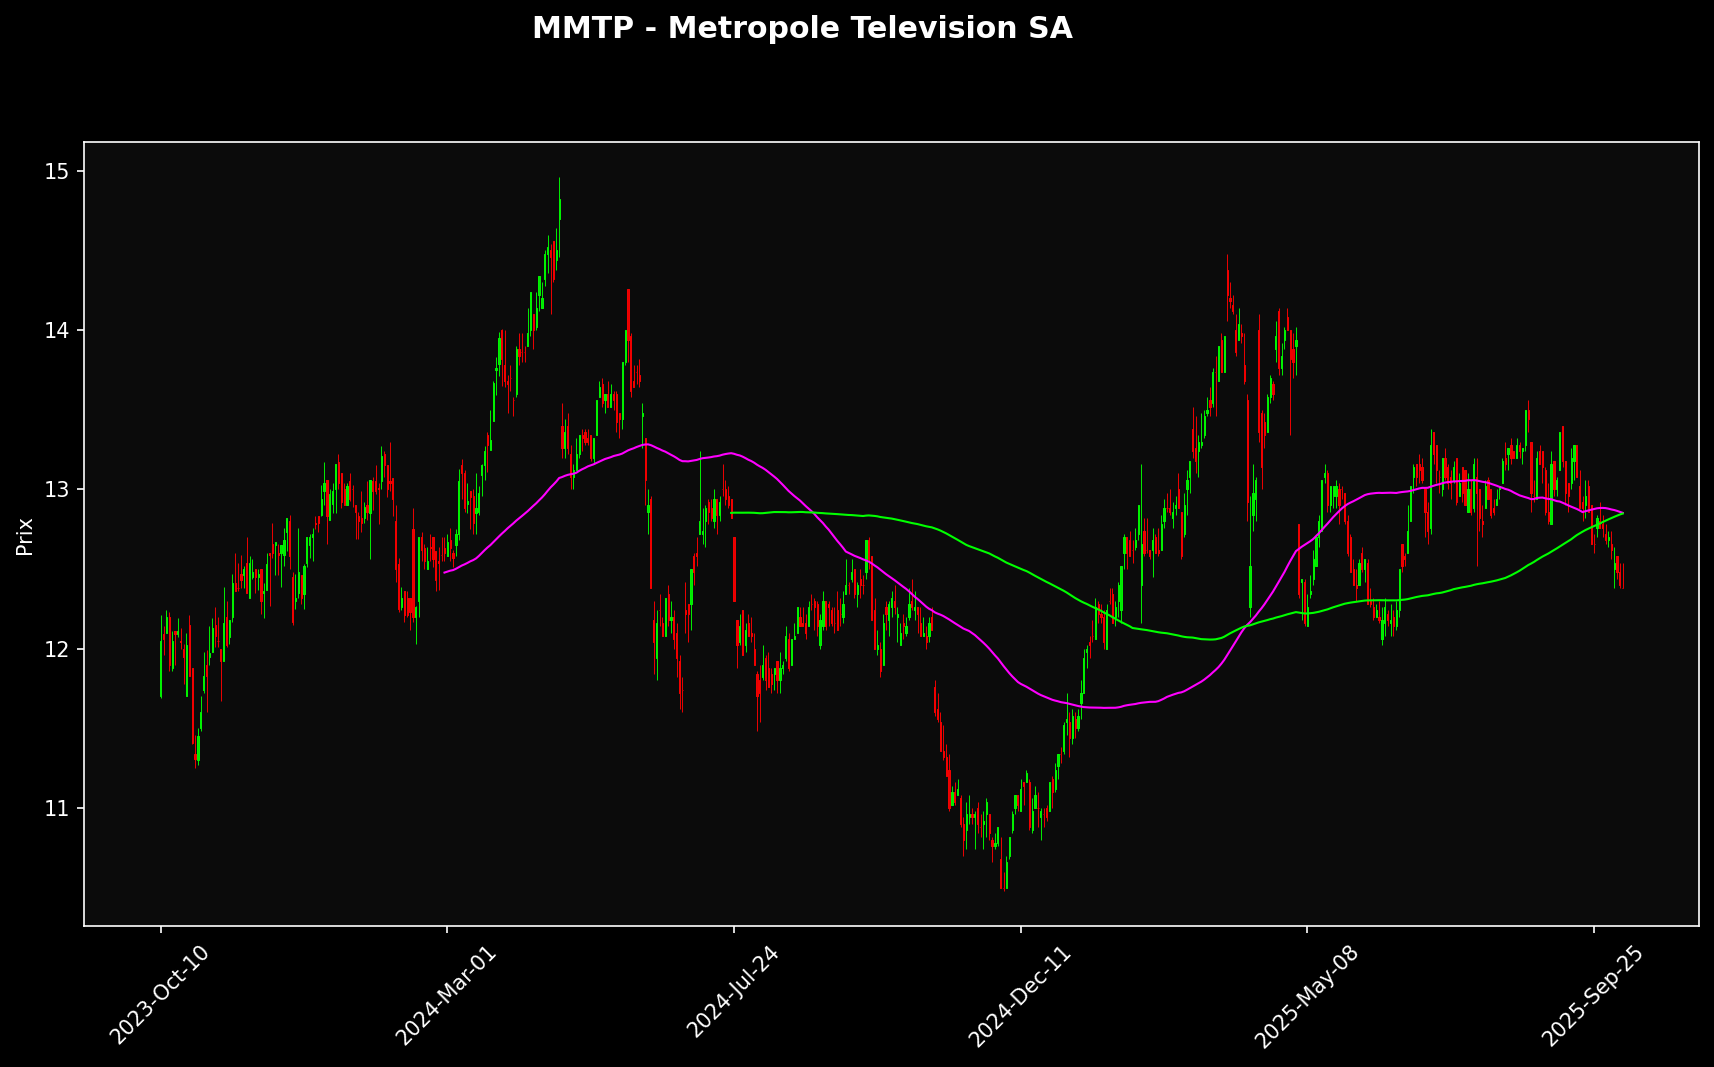 MMTP - Metropole Television SA
Prix
15
14
13
12
11
2023-Oct-10
2024-Mar-01
2024-Jul-24
2024-Dec-11
2025-May-08
2025-Sep-25